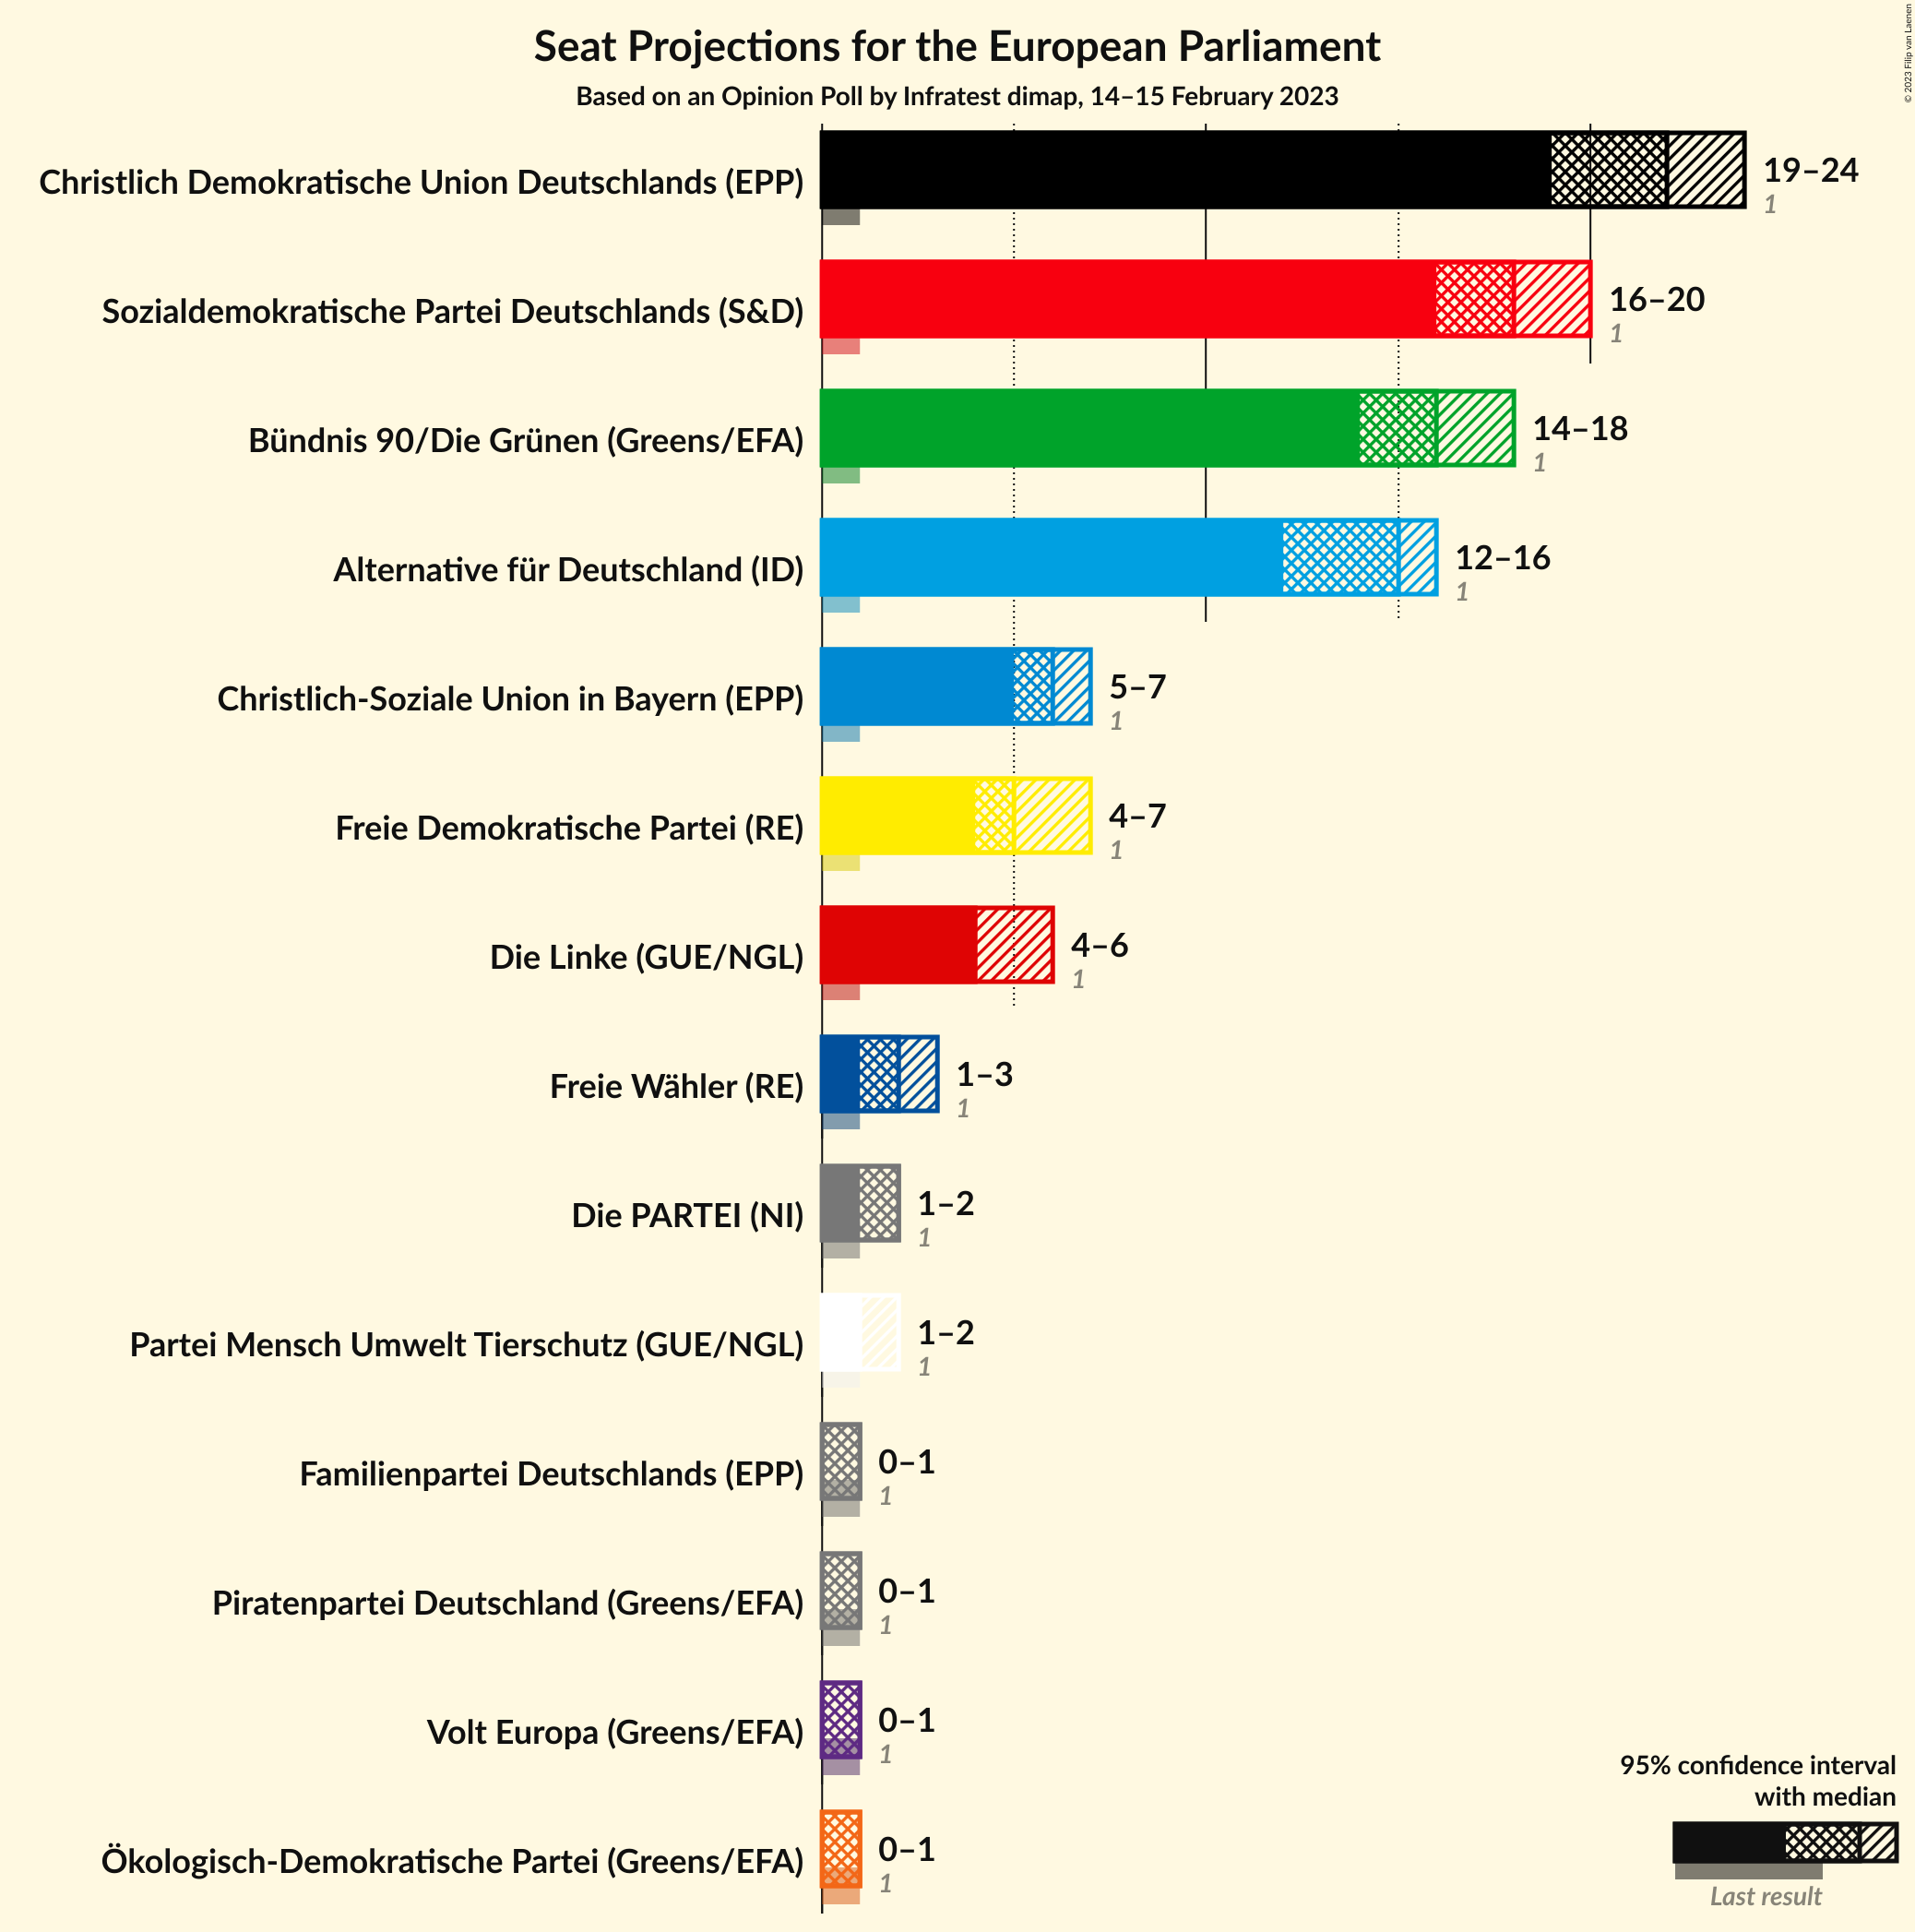 Seat Projections for the European Parliament
Based on an Opinion Poll by Infratest dimap, 14–15 February 2023
© 2023 Filip van Laenen
Christlich Demokratische Union Deutschlands (EPP)
19–24
1
Sozialdemokratische Partei Deutschlands (S&D)
16–20
1
Bündnis 90/Die Grünen (Greens/EFA)
14–18
1
Alternative für Deutschland (ID)
12–16
1
Christlich-Soziale Union in Bayern (EPP)
5–7
1
Freie Demokratische Partei (RE)
4–7
1
Die Linke (GUE/NGL)
4–6
1
Freie Wähler (RE)
1–3
1
Die PARTEI (NI)
1–2
1
Partei Mensch Umwelt Tierschutz (GUE/NGL)
1–2
1
Familienpartei Deutschlands (EPP)
0–1
1
Piratenpartei Deutschland (Greens/EFA)
0–1
1
Volt Europa (Greens/EFA)
0–1
1
Ökologisch-Demokratische Partei (Greens/EFA)
0–1
1
95% confidence interval
with median
Last result